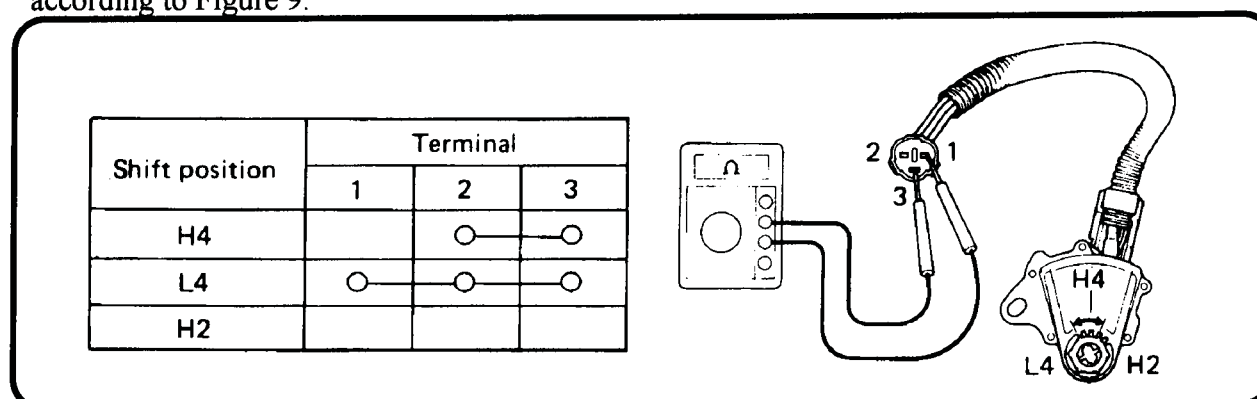 according to Figure 9.
Shift position Terminal
1 2 3
H4
L4
H2
Ω
2 1
3
H4
L4 H2